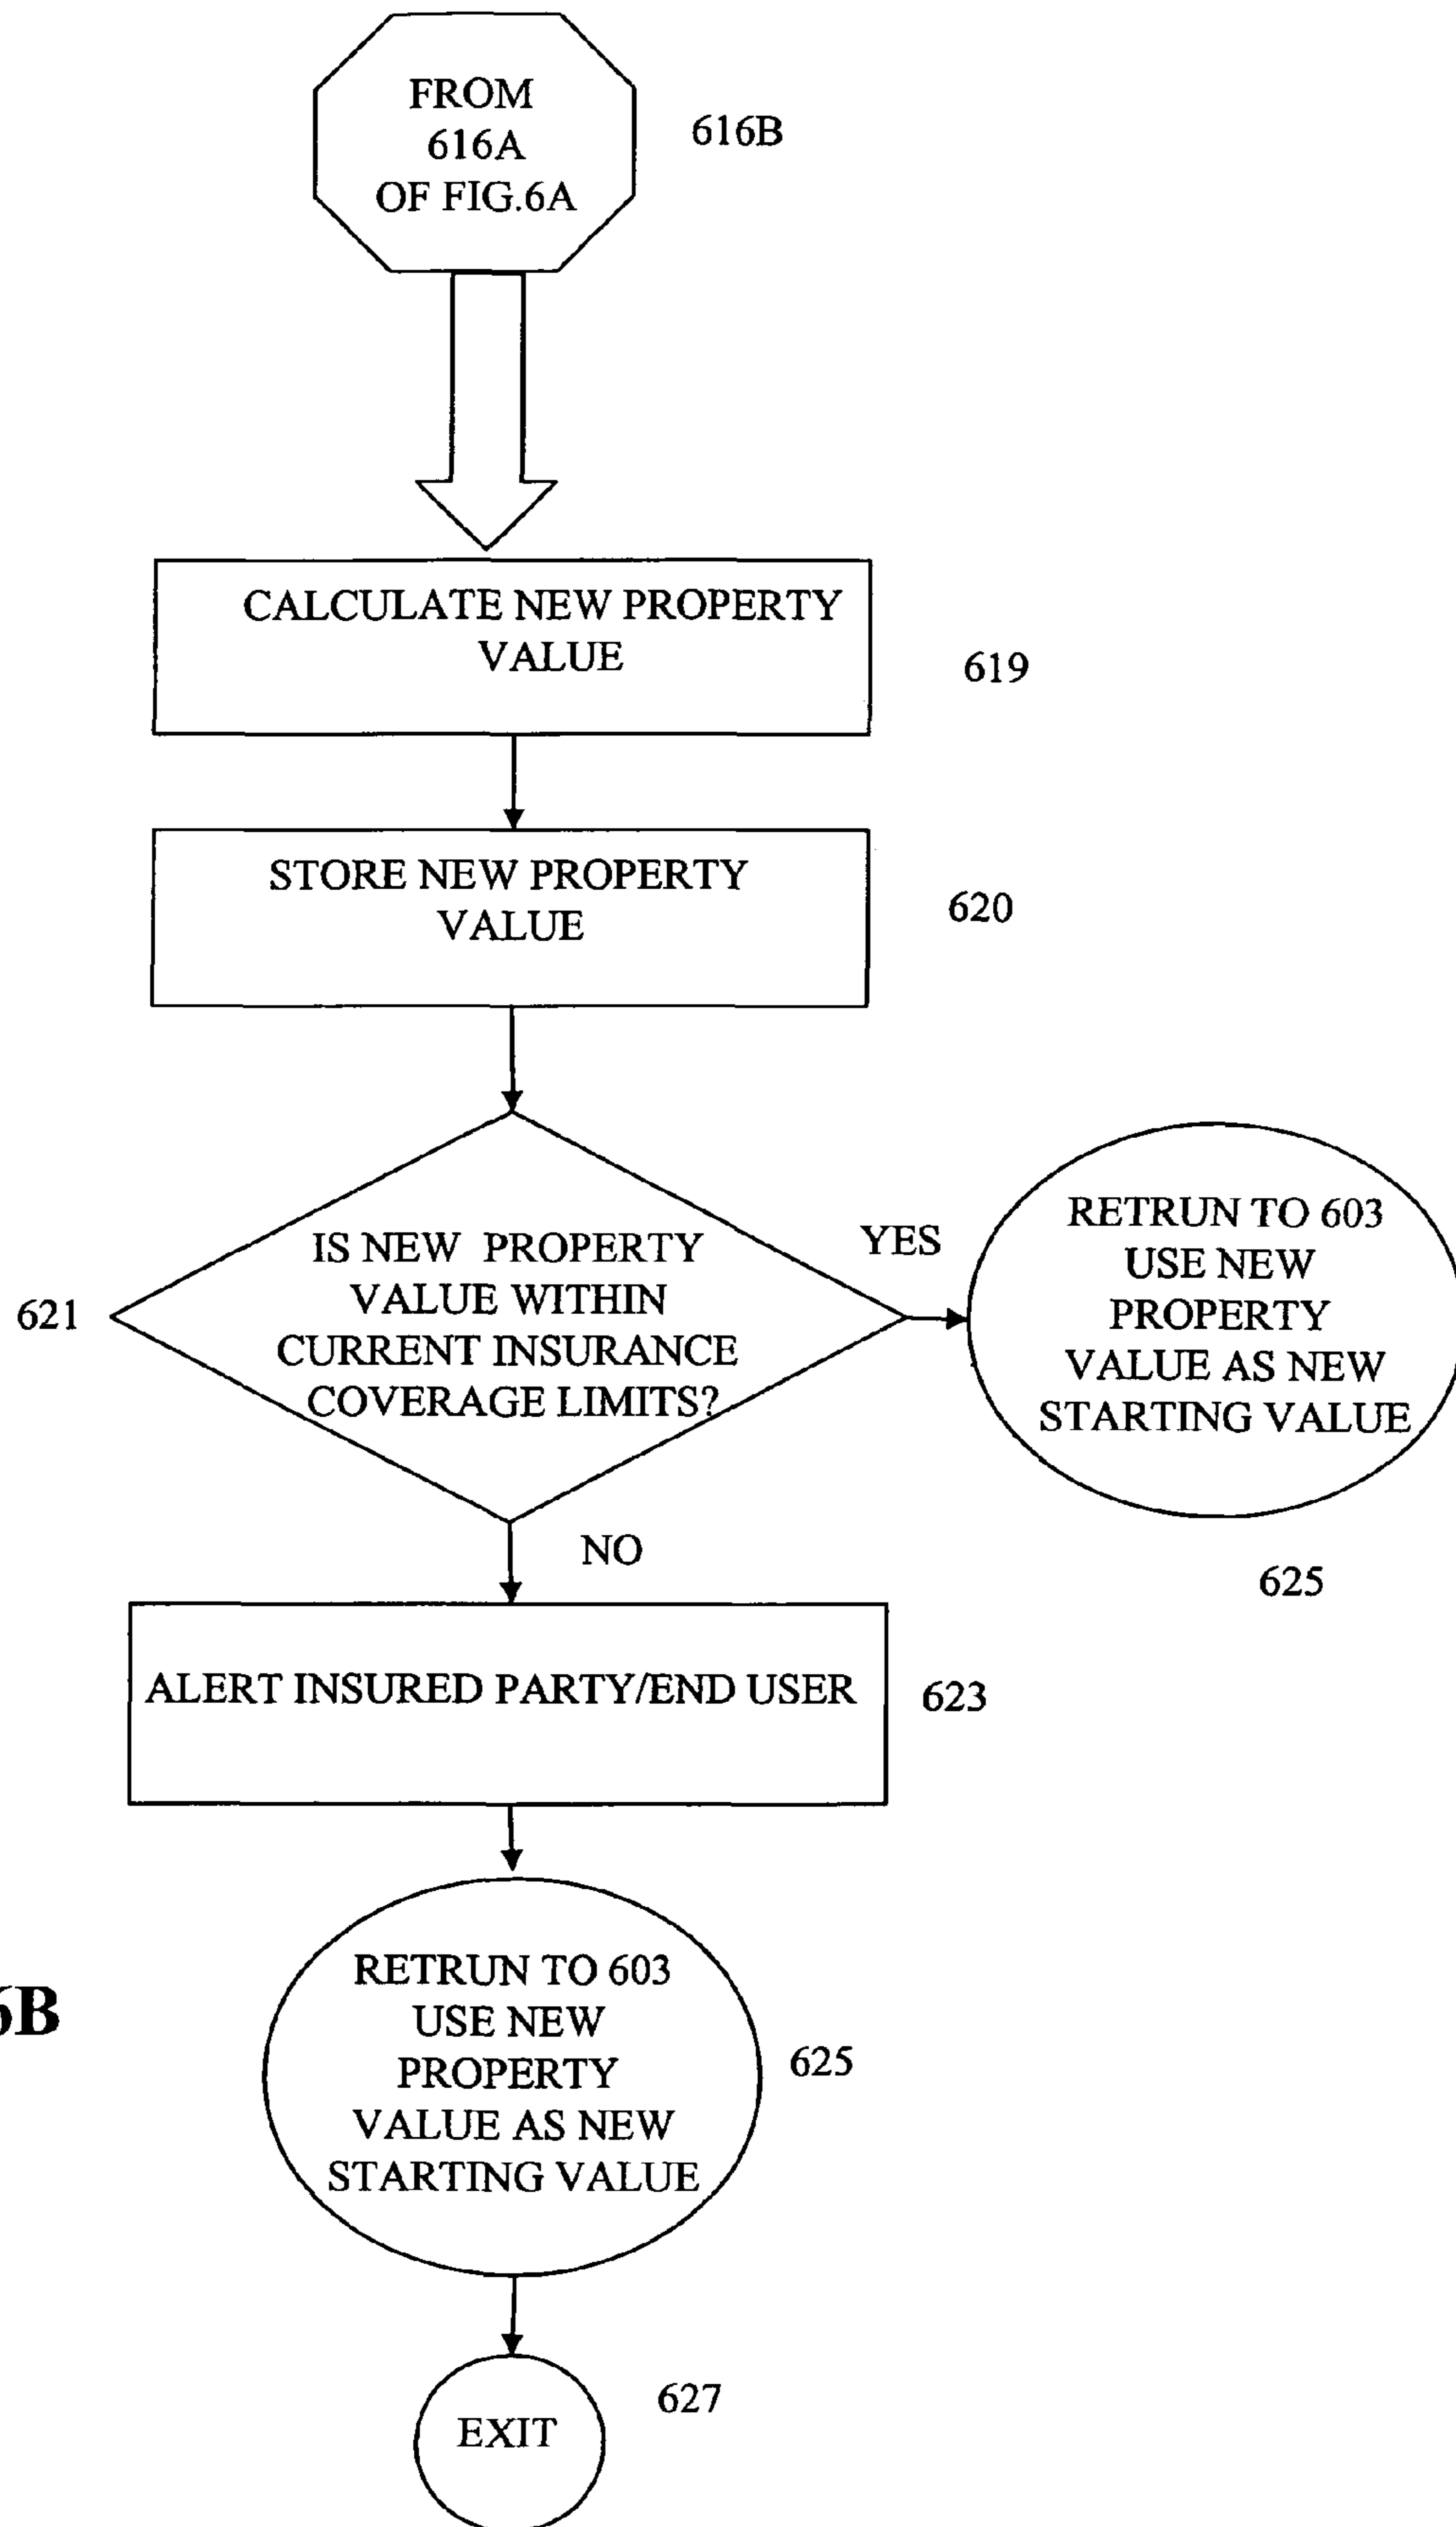 FROM
616A
OF FIG.6A
616B
CALCULATE NEW PROPERTY
VALUE
619
STORE NEW PROPERTY
VALUE
620
IS NEW PROPERTY
VALUE WITHIN
CURRENT INSURANCE
COVERAGE LIMITS?
621
YES
RETRUN TO 603
USE NEW
PROPERTY
VALUE AS NEW
STARTING VALUE
625
NO
ALERT INSURED PARTY/END USER
623
6B
RETRUN TO 603
USE NEW
PROPERTY
VALUE AS NEW
STARTING VALUE
625
EXIT
627